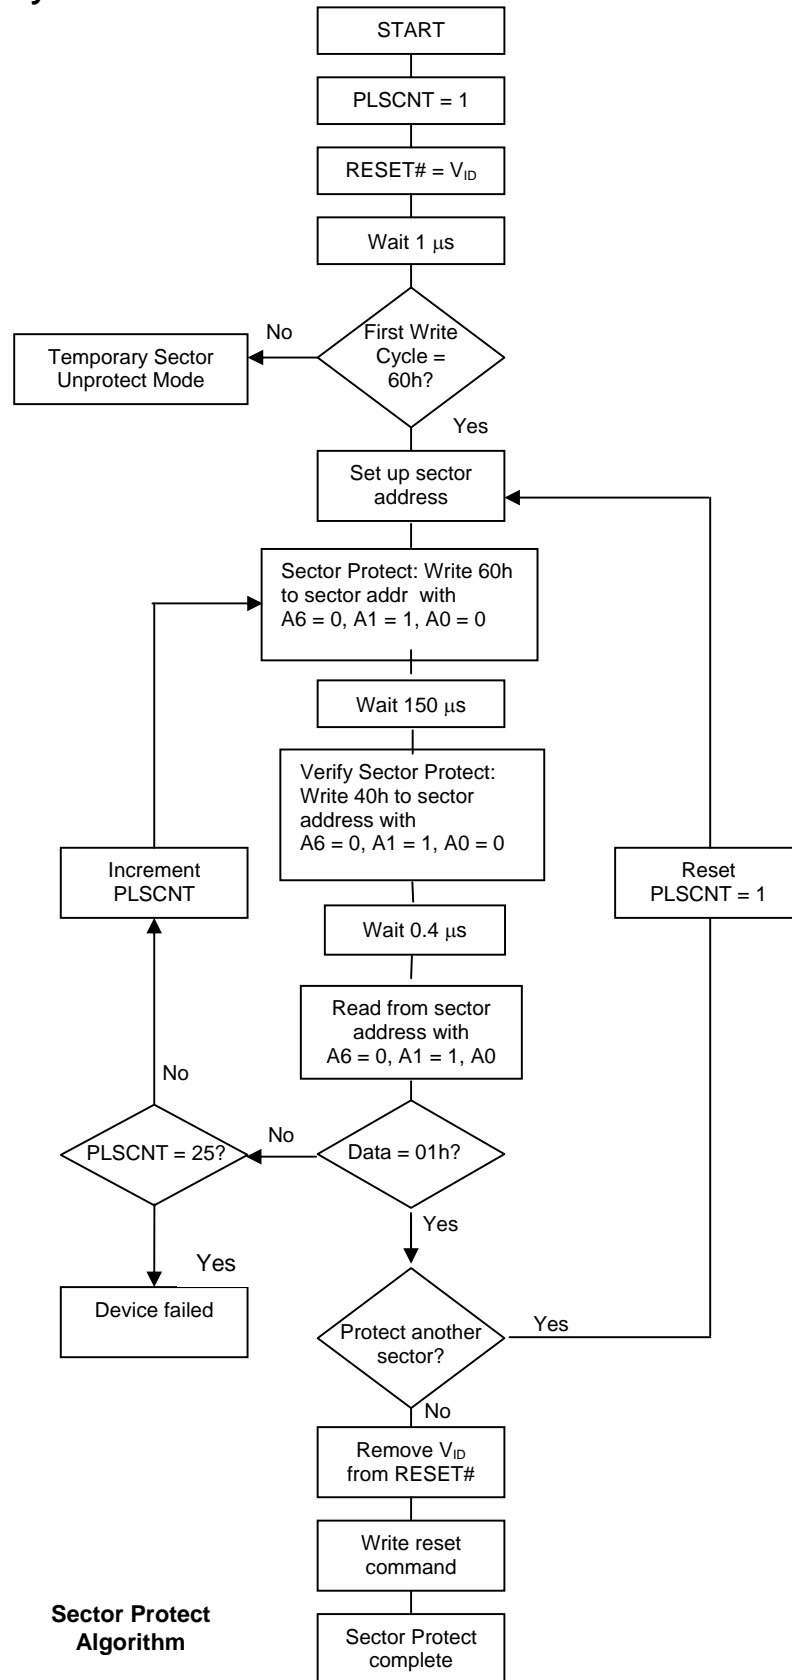 START
PLSCNT = 1
RESET# = VID
Wait 1 μs
First Write
Cycle =
60h?
No
Temporary Sector
Unprotect Mode
Yes
Set up sector
address
Sector Protect: Write 60h
to sector addr with
A6 = 0, A1 = 1, A0 = 0
Wait 150 μs
Verify Sector Protect:
Write 40h to sector
address with
A6 = 0, A1 = 1, A0 = 0
Increment
PLSCNT
Reset
PLSCNT = 1
Wait 0.4 μs
Read from sector
address with
A6 = 0, A1 = 1, A0
No
PLSCNT = 25?
No
Data = 01h?
Yes
Yes
Device failed
Protect another
sector?
Yes
No
Remove VID
from RESET#
Write reset
command
Sector Protect
Algorithm
Sector Protect
complete